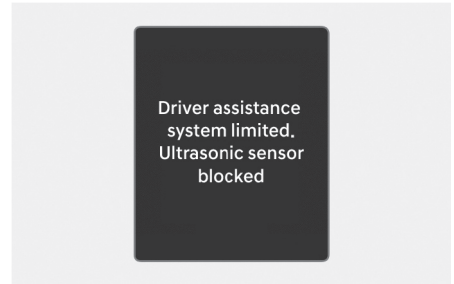 Driver assistance
system limited.
Ultrasonic sensor
blocked